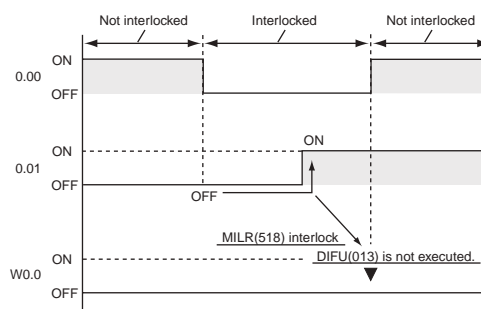 Not interlocked Interlocked Not interlocked
ON
0.00
OFF
ON
ON
0.01
OFF
OFF
MILR(518) interlock
DIFU(013) is not executed.
ON
W0.0
OFF